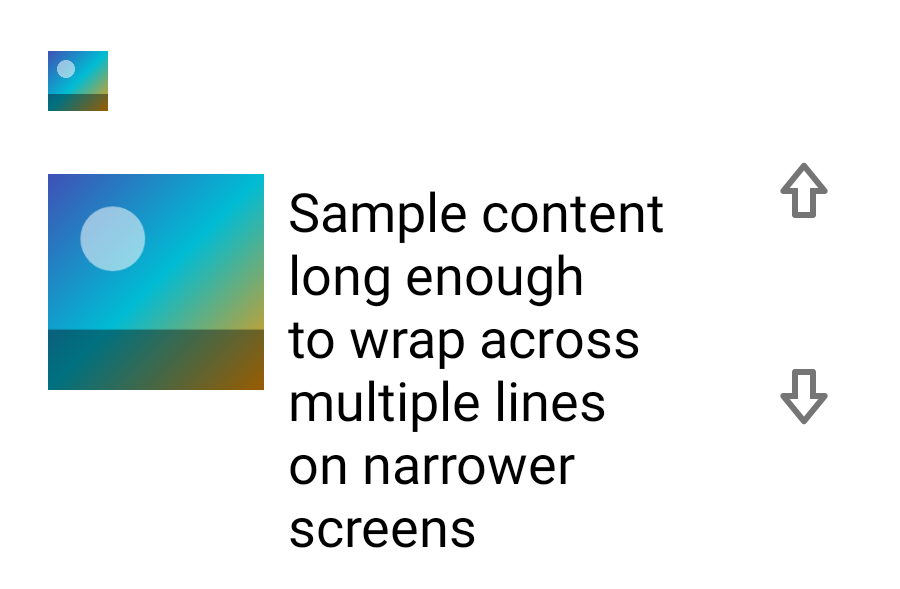 Sample content
long enough
to wrap across
multiple lines
on narrower
screens